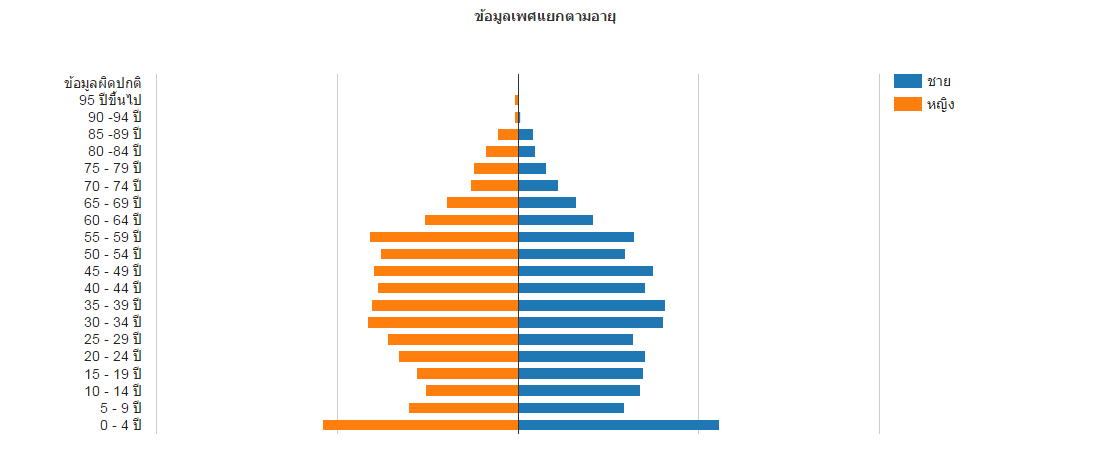 ข้อมูลเพศแยกตามอายุ
ข้อมูลผิดปกติ
95 ปีขึ้นไป
90 -94 ปี
85 -89 ปี
80 -84 ปี
75 - 79 ปี
70 - 74 ปี
65 - 69 ปี
60 - 64 ปี
55 - 59 ปี
50 - 54 ปี
45 - 49 ปี
40 - 44 ปี
35 - 39 ปี
30 - 34 ปี
25 - 29 ปี
20 - 24 ปี
15 - 19 ปี
10 - 14 ปี
5 - 9 ปี
0 - 4 ปี
ชาย
หญิง